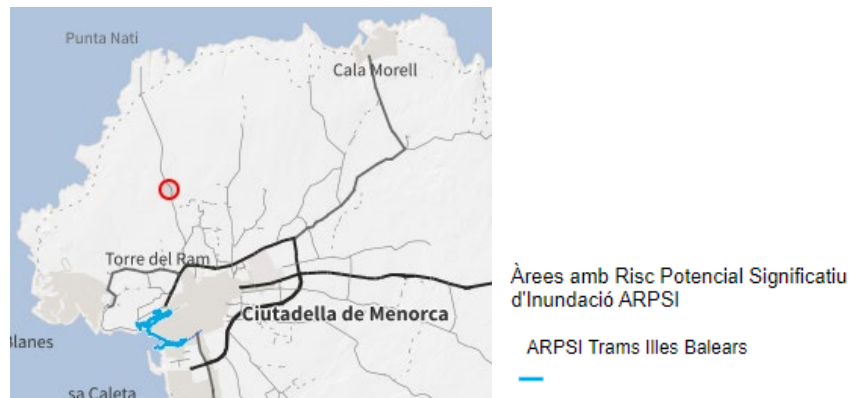 Punta Nati
Cala Morell
Torre del Ram
Ciutadella de Menorca
lanes
sa Caleta
Àrees amb Risc Potencial Significatiu
d'Inundació ARPSI
ARPSI Trams Illes Balears